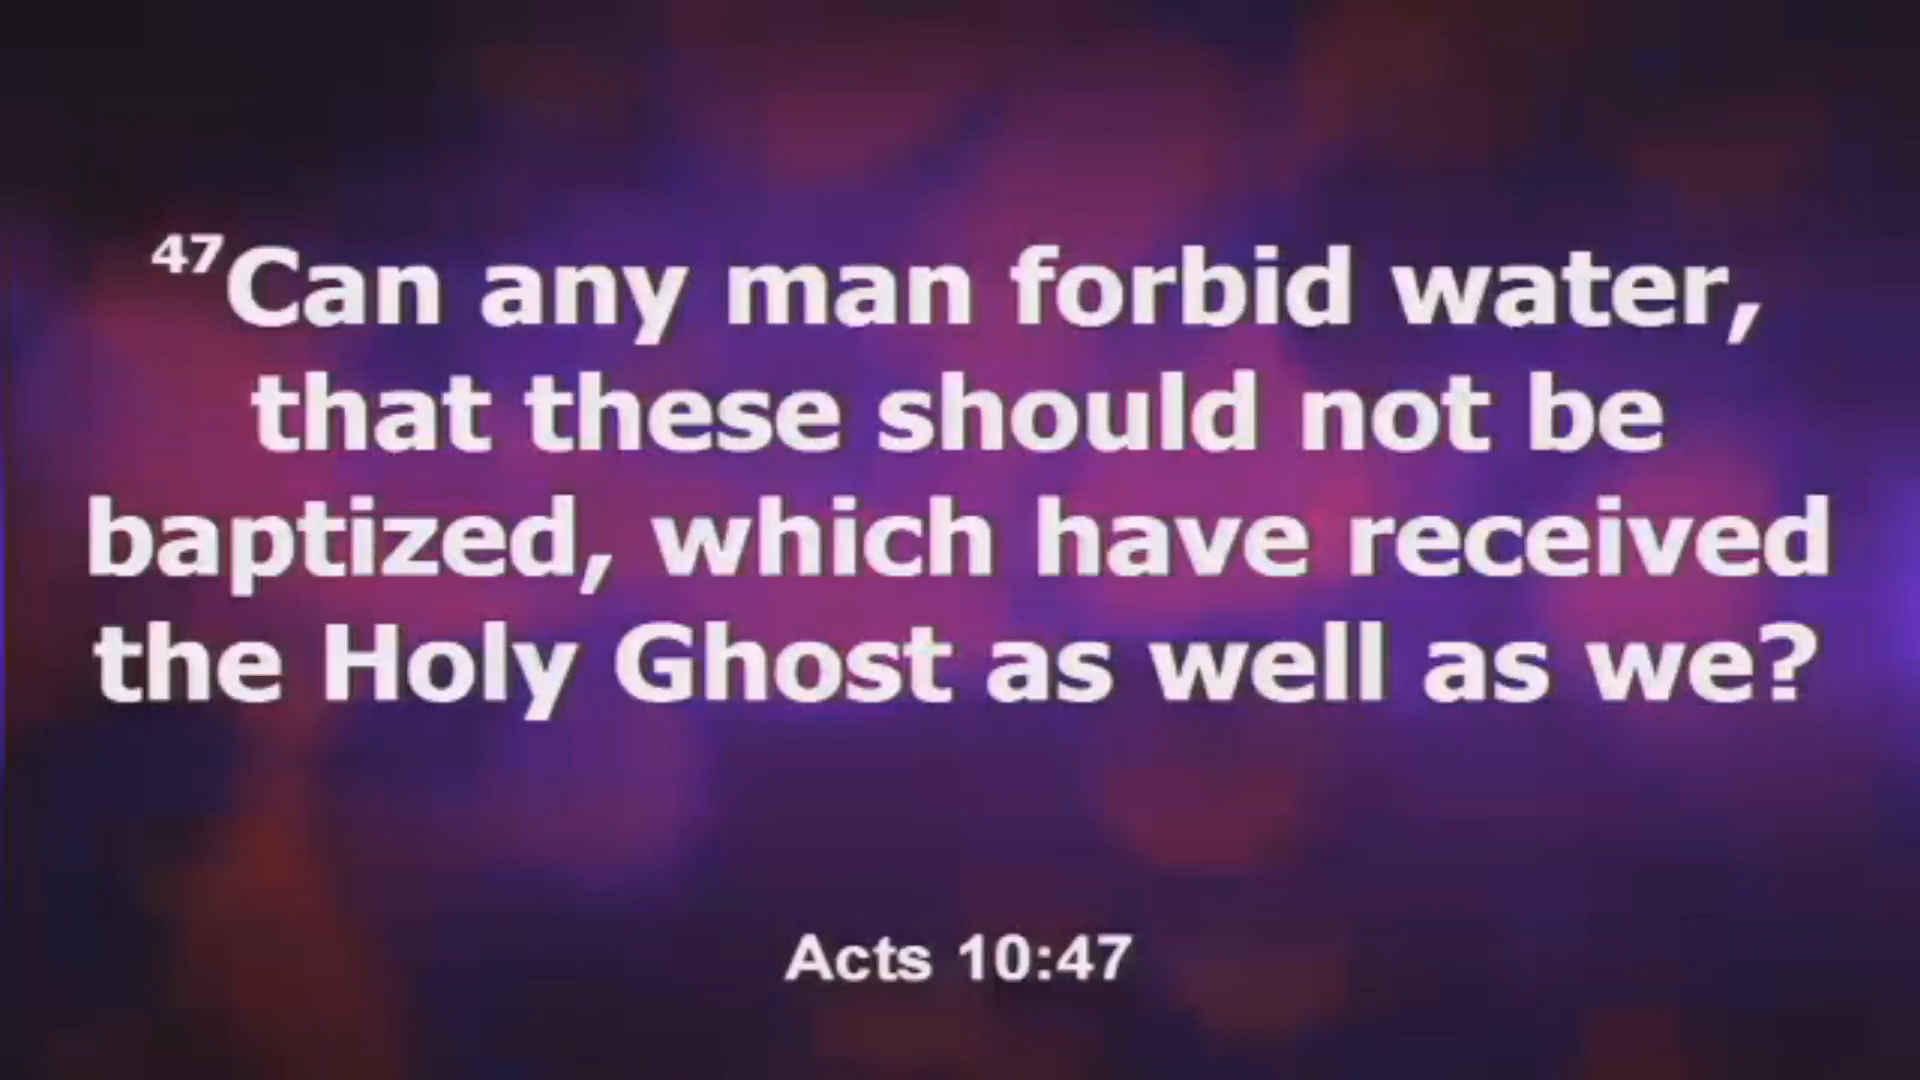 47Can any man forbid water,
that these should not be
baptized, which have received
the Holy Ghost as well as we?
Acts 10:47